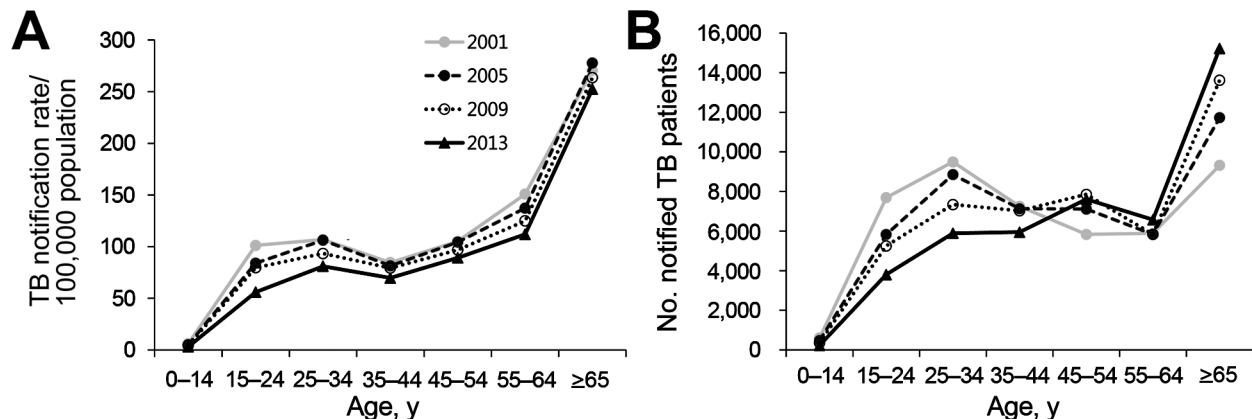 A
TB notification rate/
100,000 population
300
250
200
150
100
50
0
2001
2005
2009
2013
0–14 15–24 25–34 35–44 45–54 55–64 ≥65
Age, y
B
No. notified TB patients
16,000
14,000
12,000
10,000
8,000
6,000
4,000
2,000
0
0–14 15–24 25–34 35–44 45–54 55–64 ≥65
Age, y